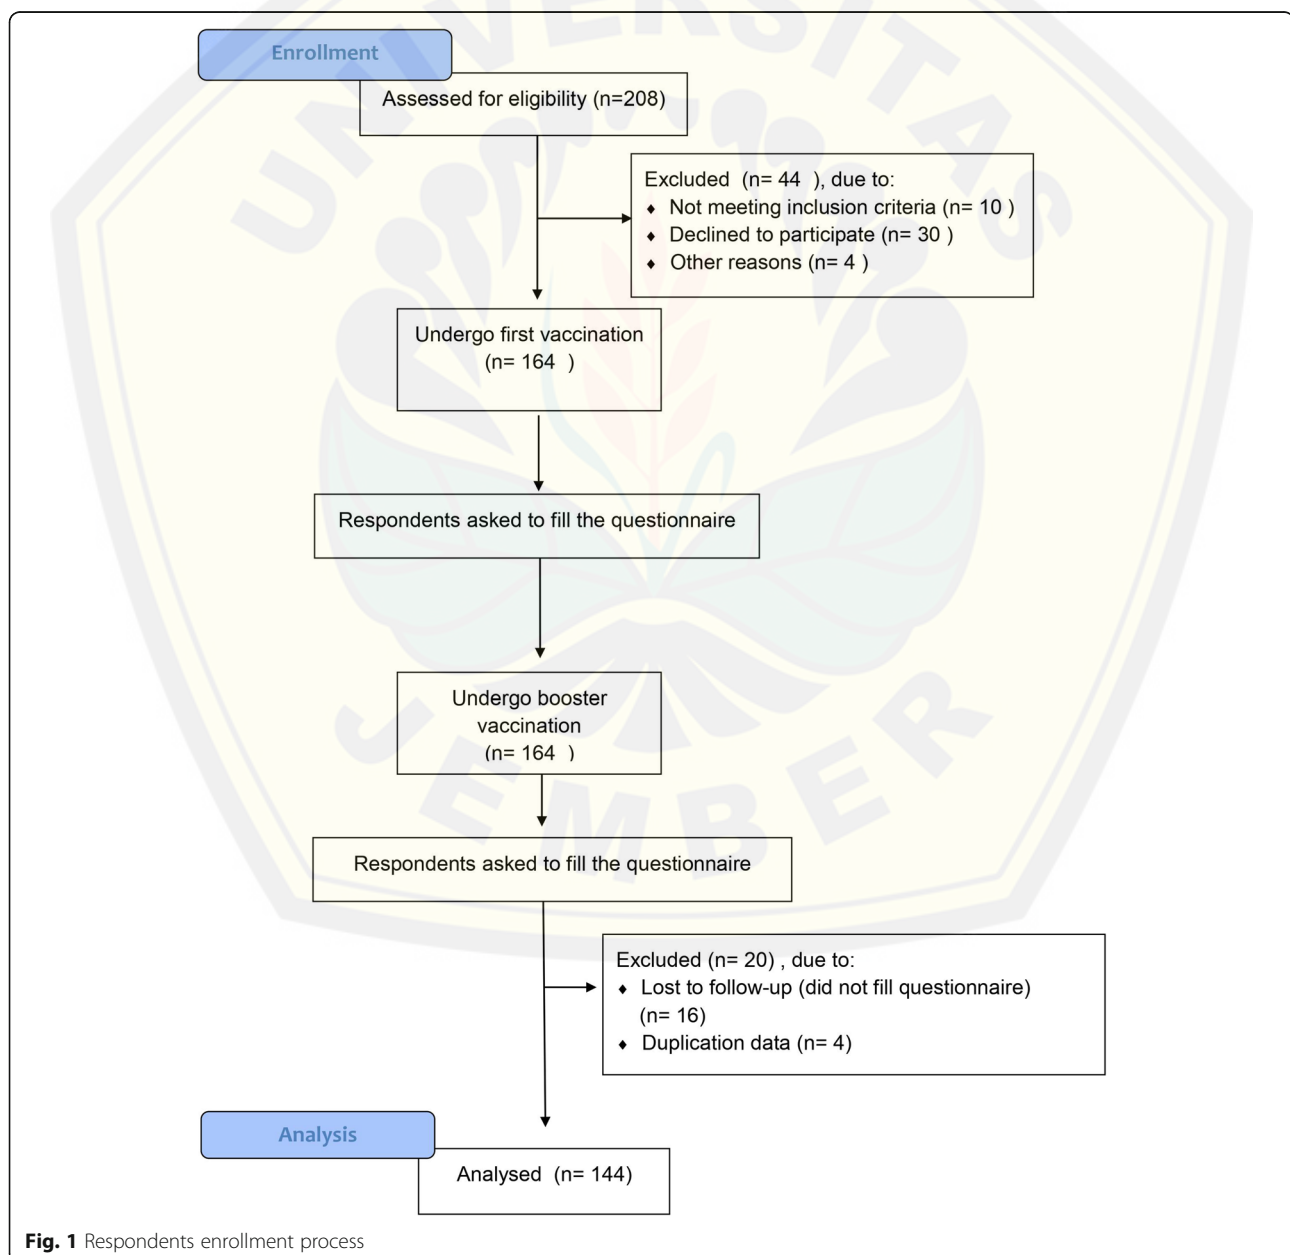 Enrollment
Assessed for eligibility (n=208)
Excluded (n= 44 ), due to:
♦ Not meeting inclusion criteria (n= 10 )
♦ Declined to participate (n= 30 )
♦ Other reasons (n= 4 )
Undergo first vaccination
(n= 164 )
Respondents asked to fill the questionnaire
Undergo booster
vaccination
(n= 164 )
Respondents asked to fill the questionnaire
Excluded (n= 20) , due to:
♦ Lost to follow-up (did not fill questionnaire)
(n= 16)
♦ Duplication data (n= 4)
Analysis
Analysed (n= 144)
Fig. 1 Respondents enrollment process
UNIVERSITAS
JEMBER